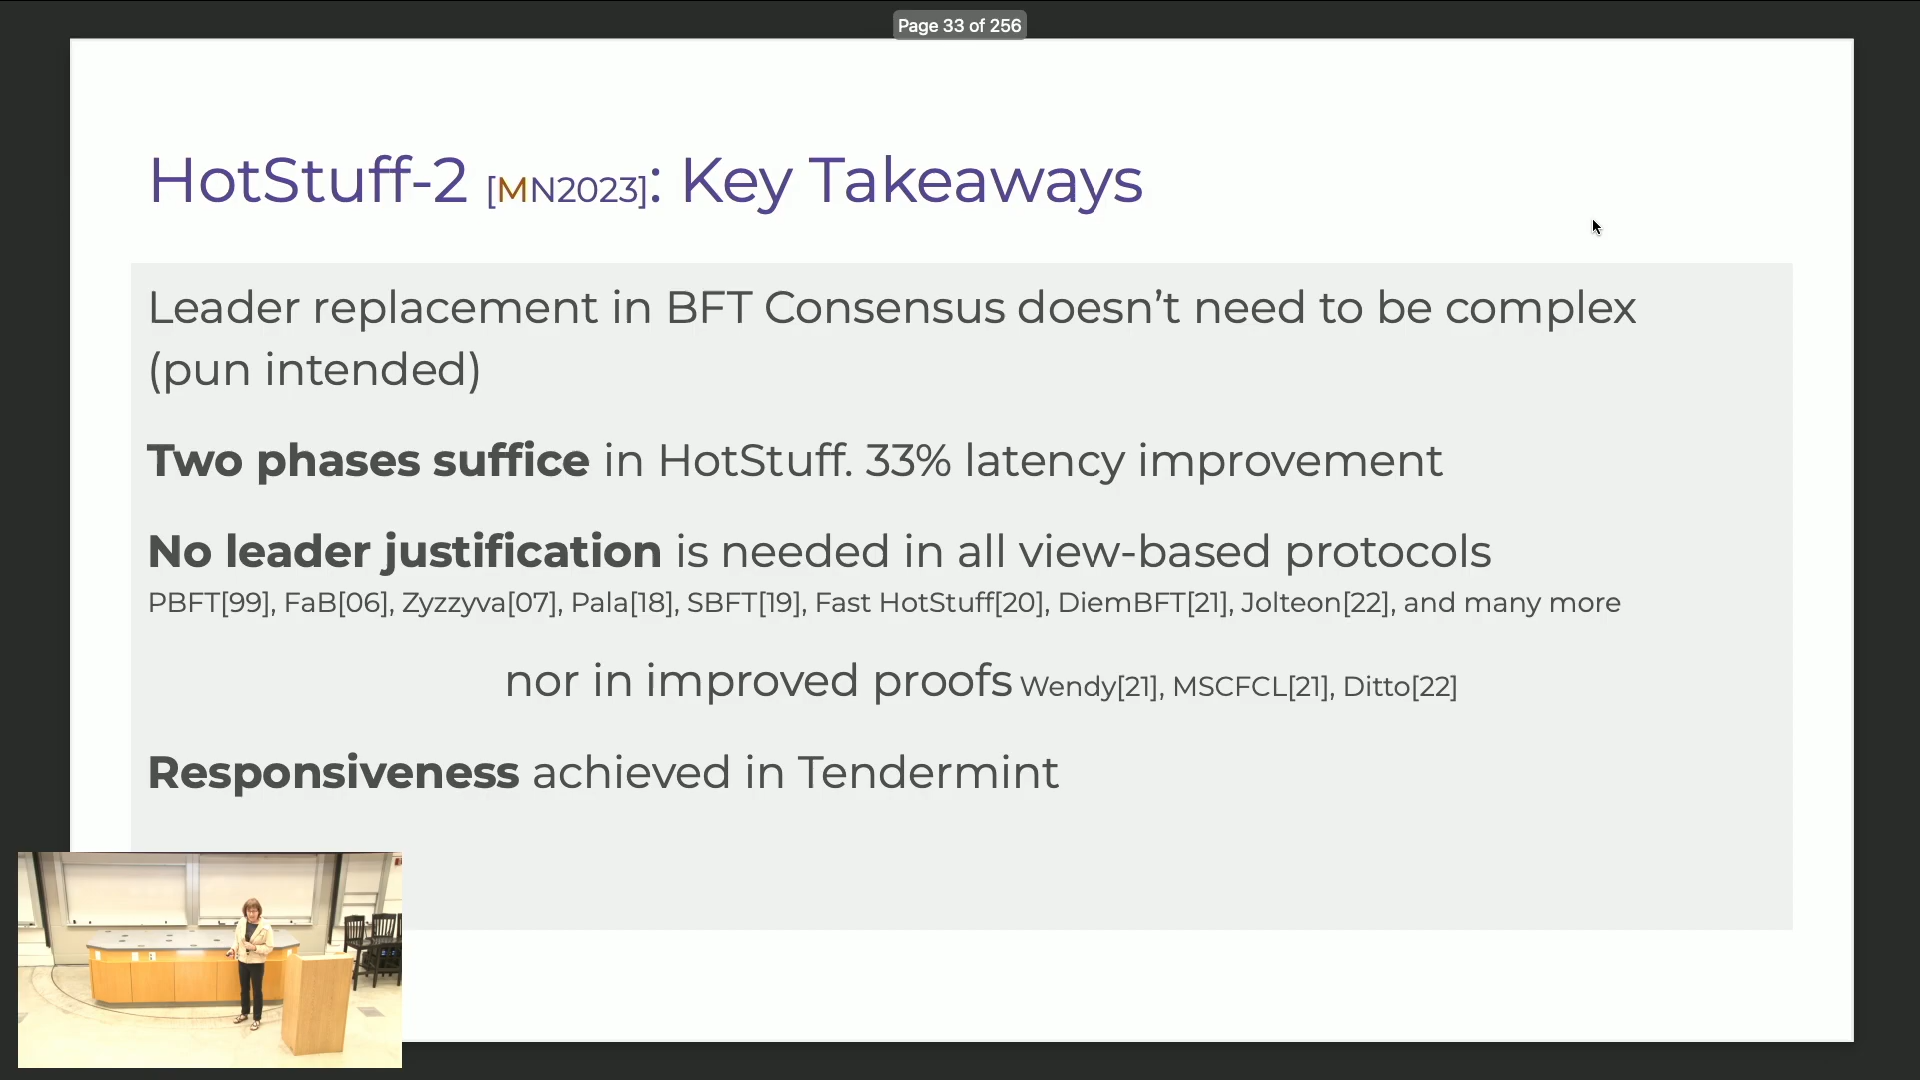 Page 33 of 256
HotStuff-2 [MN2023]: Key Takeaways
Leader replacement in BFT Consensus doesn’t need to be complex
(pun intended)
Two phases suffice in HotStuff. 33% latency improvement
No leader justification is needed in all view-based protocols
PBFT[99], FaB[06], Zyzzyva[07], Pala[18], SBFT[19], Fast HotStuff[20], DiemBFT[21], Jolteon[22], and many more
nor in improved proofs Wendy[21], MSCFCL[21], Ditto[22]
Responsiveness achieved in Tendermint